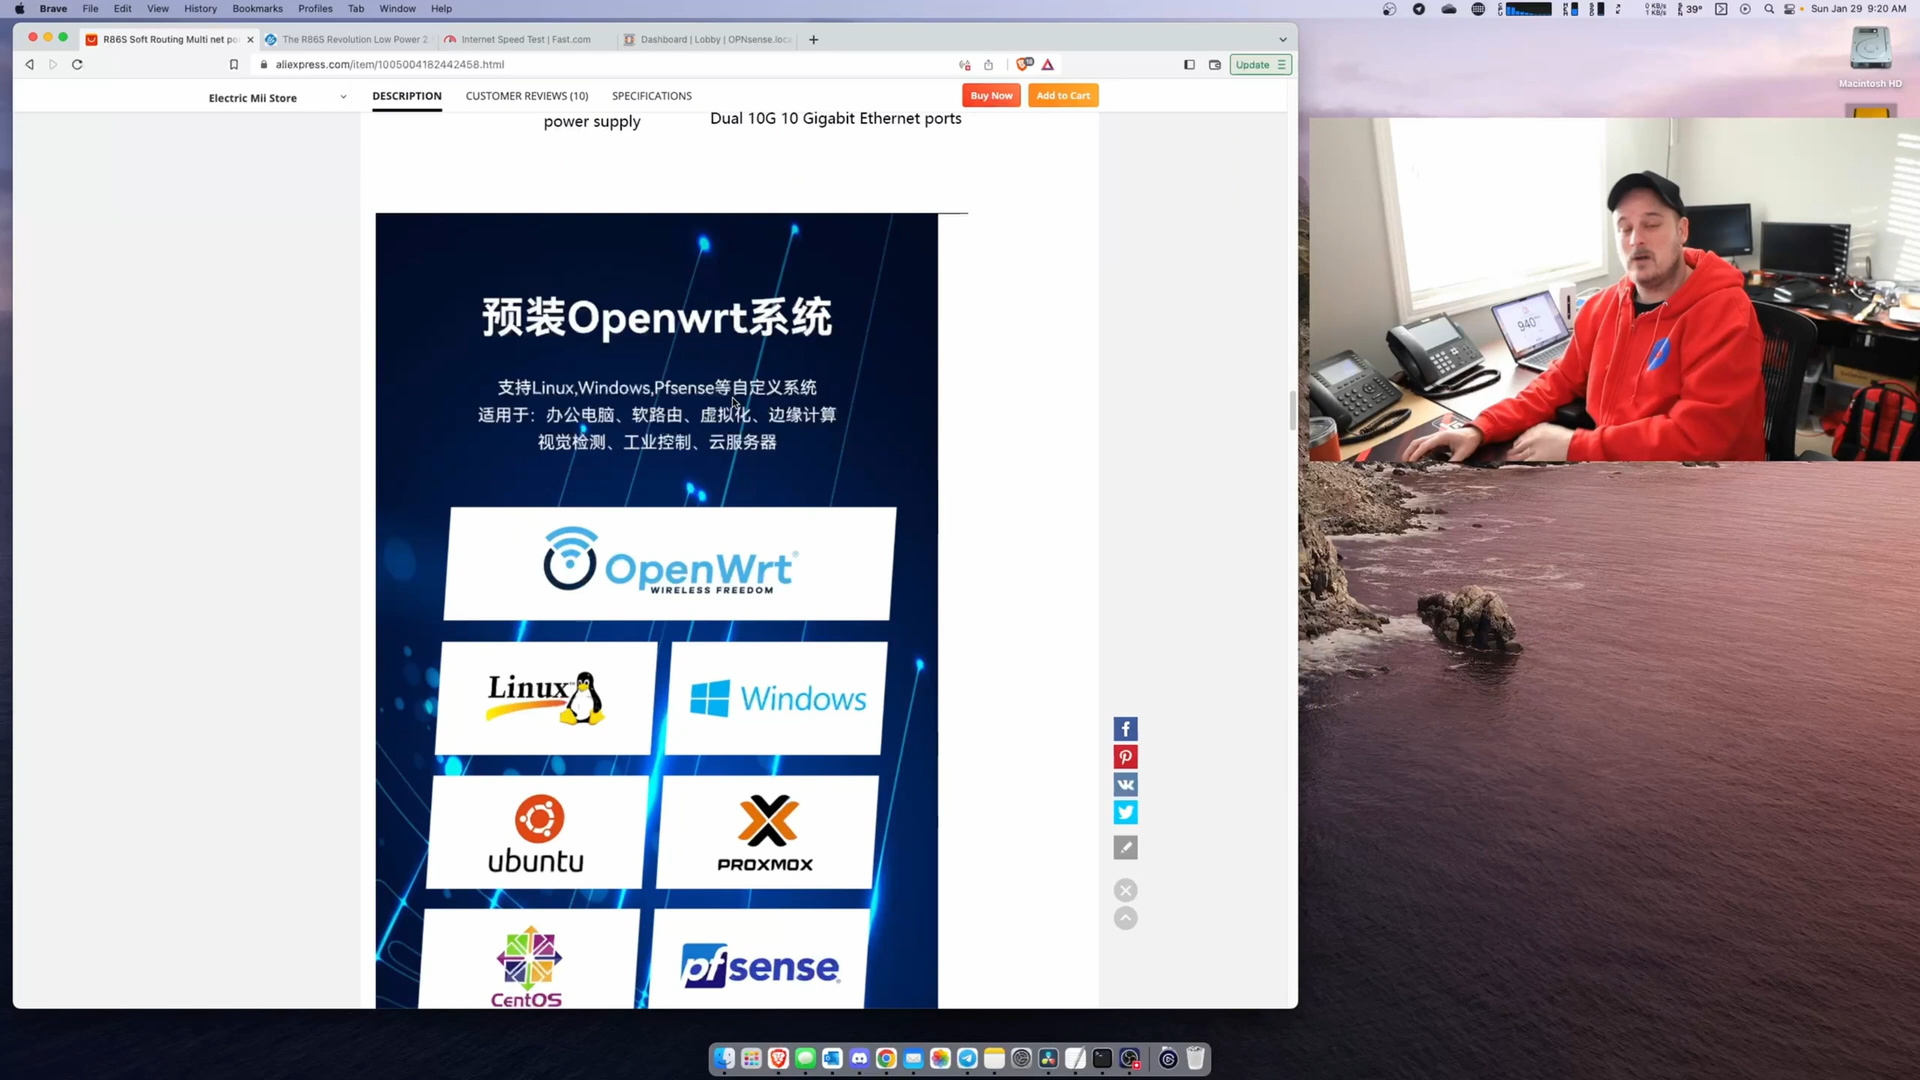 Brave File Edit View History Bookmarks Profiles Tab Window Help
0 KB/s
1 KB/s
39°
Sun Jan 29 9:20 AM
R86S Soft Routing Multi net po
The R86S Revolution Low Power 2.
Internet Speed Test | Fast.com
Dashboard | Lobby | OPNsense.loca
aliexpress.com/item/1005004182442458.html
Update
Macintosh HD
Electric Mii Store
DESCRIPTION
CUSTOMER REVIEWS (10)
SPECIFICATIONS
Buy Now
Add to Cart
power supply
Dual 10G 10 Gigabit Ethernet ports
预装Openwrt系统
支持Linux,Windows,Pfsense等自定义系统
适用于：办公电脑、软路由、虚拟化、边缘计算
视觉检测、工业控制、云服务器
OpenWrt
WIRELESS FREEDOM
Linux
Windows
ubuntu
PROXMOX
CentOS
pfsense
940